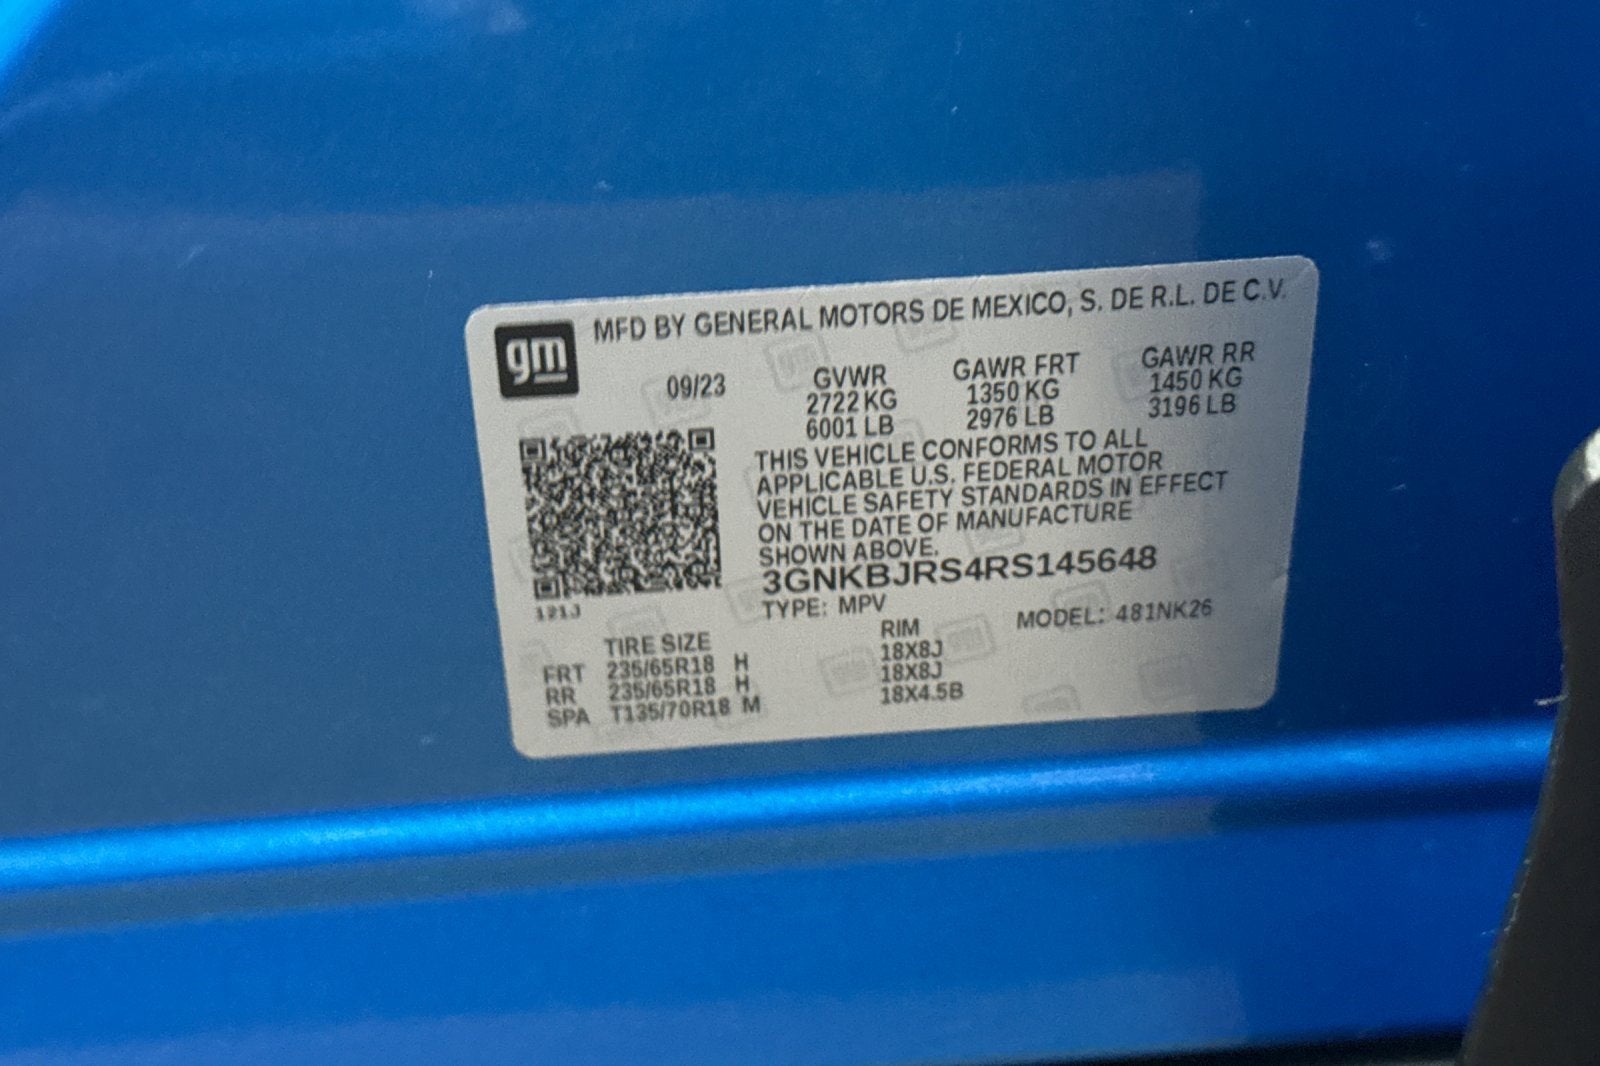 gm
MFD BY GENERAL MOTORS DE MEXICO, S. DE R.L. DE C.V.
09/23
GVWR GAWR FRT GAWR RR
2722 KG 1350 KG 1450 KG
6001 LB 2976 LB 3196 LB
THIS VEHICLE CONFORMS TO ALL
APPLICABLE U.S. FEDERAL MOTOR
VEHICLE SAFETY STANDARDS IN EFFECT
ON THE DATE OF MANUFACTURE
SHOWN ABOVE.
3GNKBJRS4RS145648
121J
TYPE: MPV MODEL: 481NK26
TIRE SIZE RIM
FRT 235/65R18 H 18X8J
RR 235/65R18 H 18X8J
SPA T135/70R18 M 18X4.5B